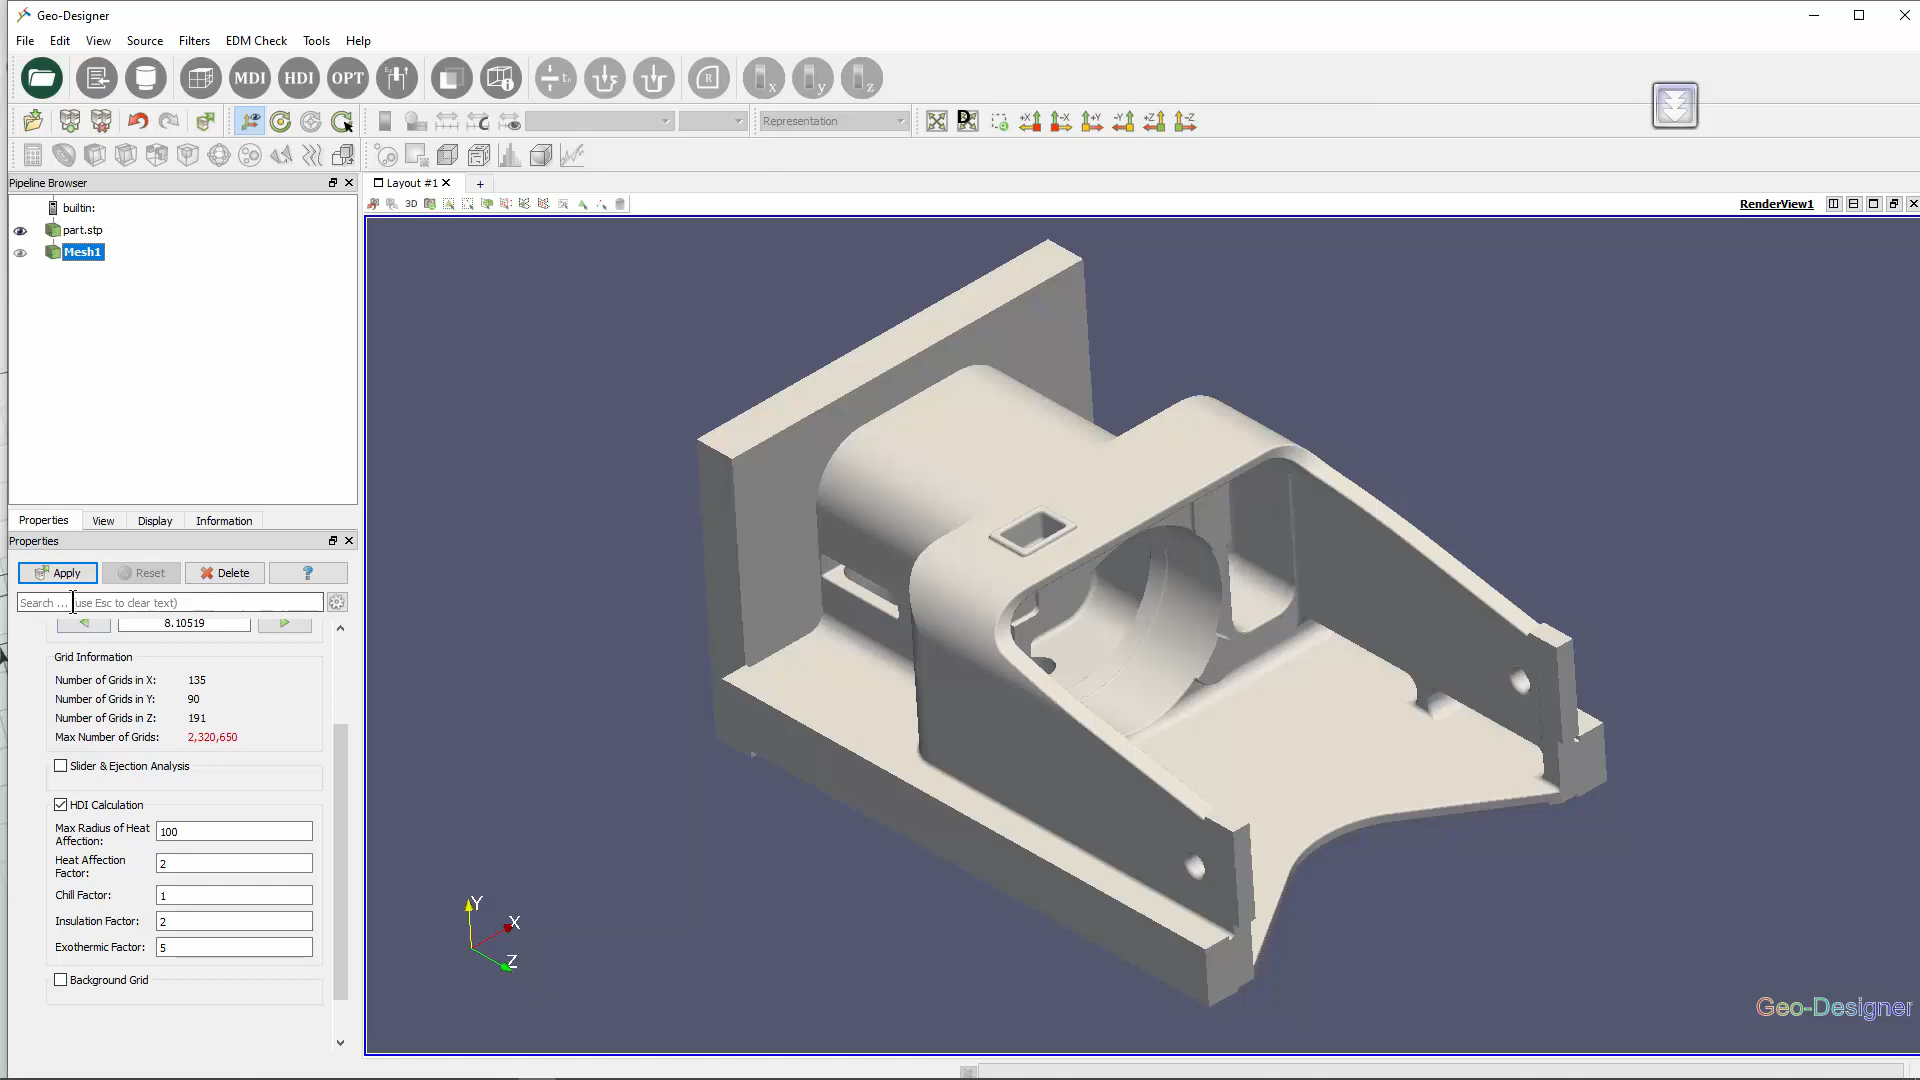 Geo-Designer
File Edit View Source Filters EDM Check Tools Help
MDI HDI OPT R x y z
Representation D +X -X +Y -Y +Z -Z
Pipeline Browser
Layout #1
builtin:
part.stp
Mesh1
3D
RenderView1
Properties View Display Information
Properties
Apply Reset Delete ?
Search ... (use Esc to clear text)
8.10519
Grid Information
Number of Grids in X: 135
Number of Grids in Y: 90
Number of Grids in Z: 191
Max Number of Grids: 2,320,650
Slider & Ejection Analysis
HDI Calculation
Max Radius of Heat Affection: 100
Heat Affection Factor: 2
Chill Factor: 1
Insulation Factor: 2
Exothermic Factor: 5
Background Grid
Y
X
Z
Geo-Designer